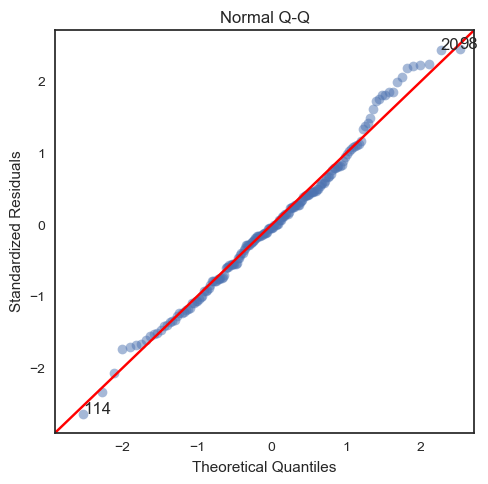 Normal Q-Q
Standardized Residuals
2
1
0
−1
−2
2098
114
−2 −1 0 1 2
Theoretical Quantiles